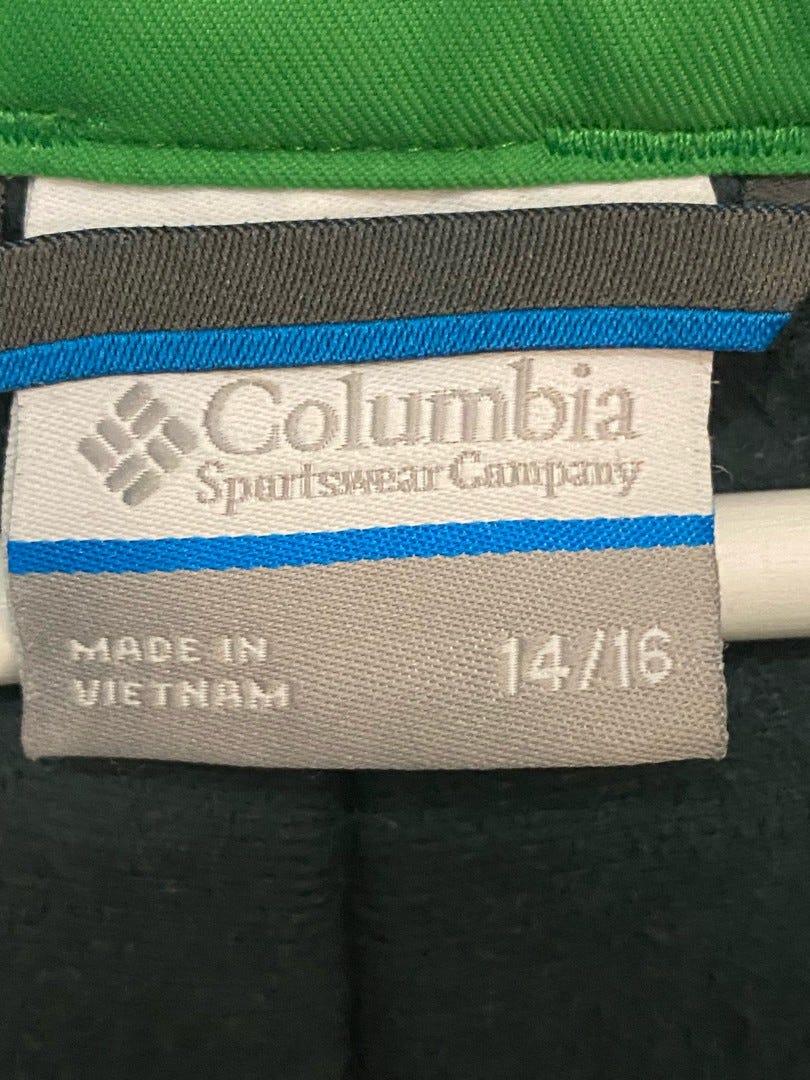 Columbia
Sportswear Company
MADE IN
VIETNAM
14/16